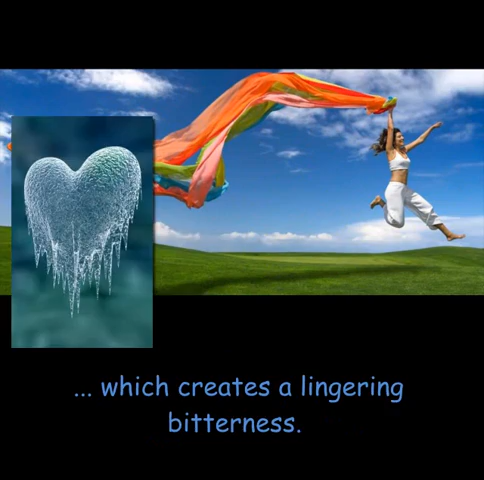 ... which creates a lingering
bitterness.